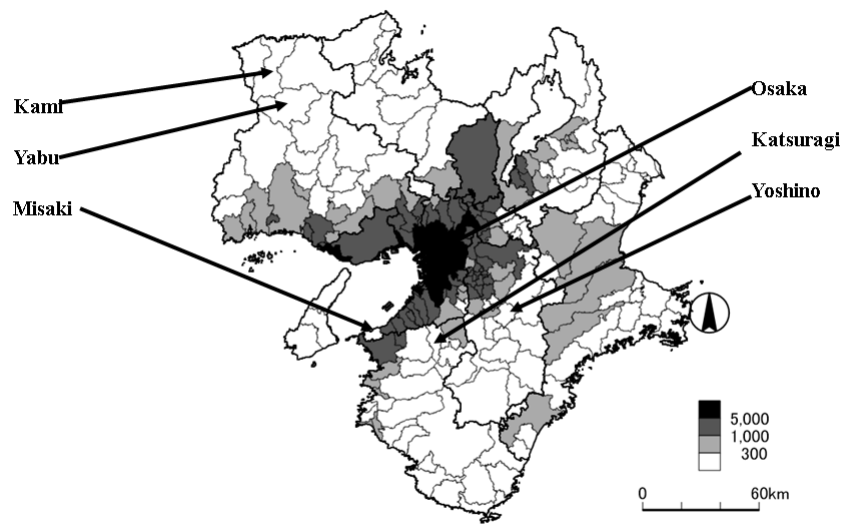 Kami
Yabu
Misaki
Osaka
Katsuragi
Yoshino
5,000
1,000
300
0 60km